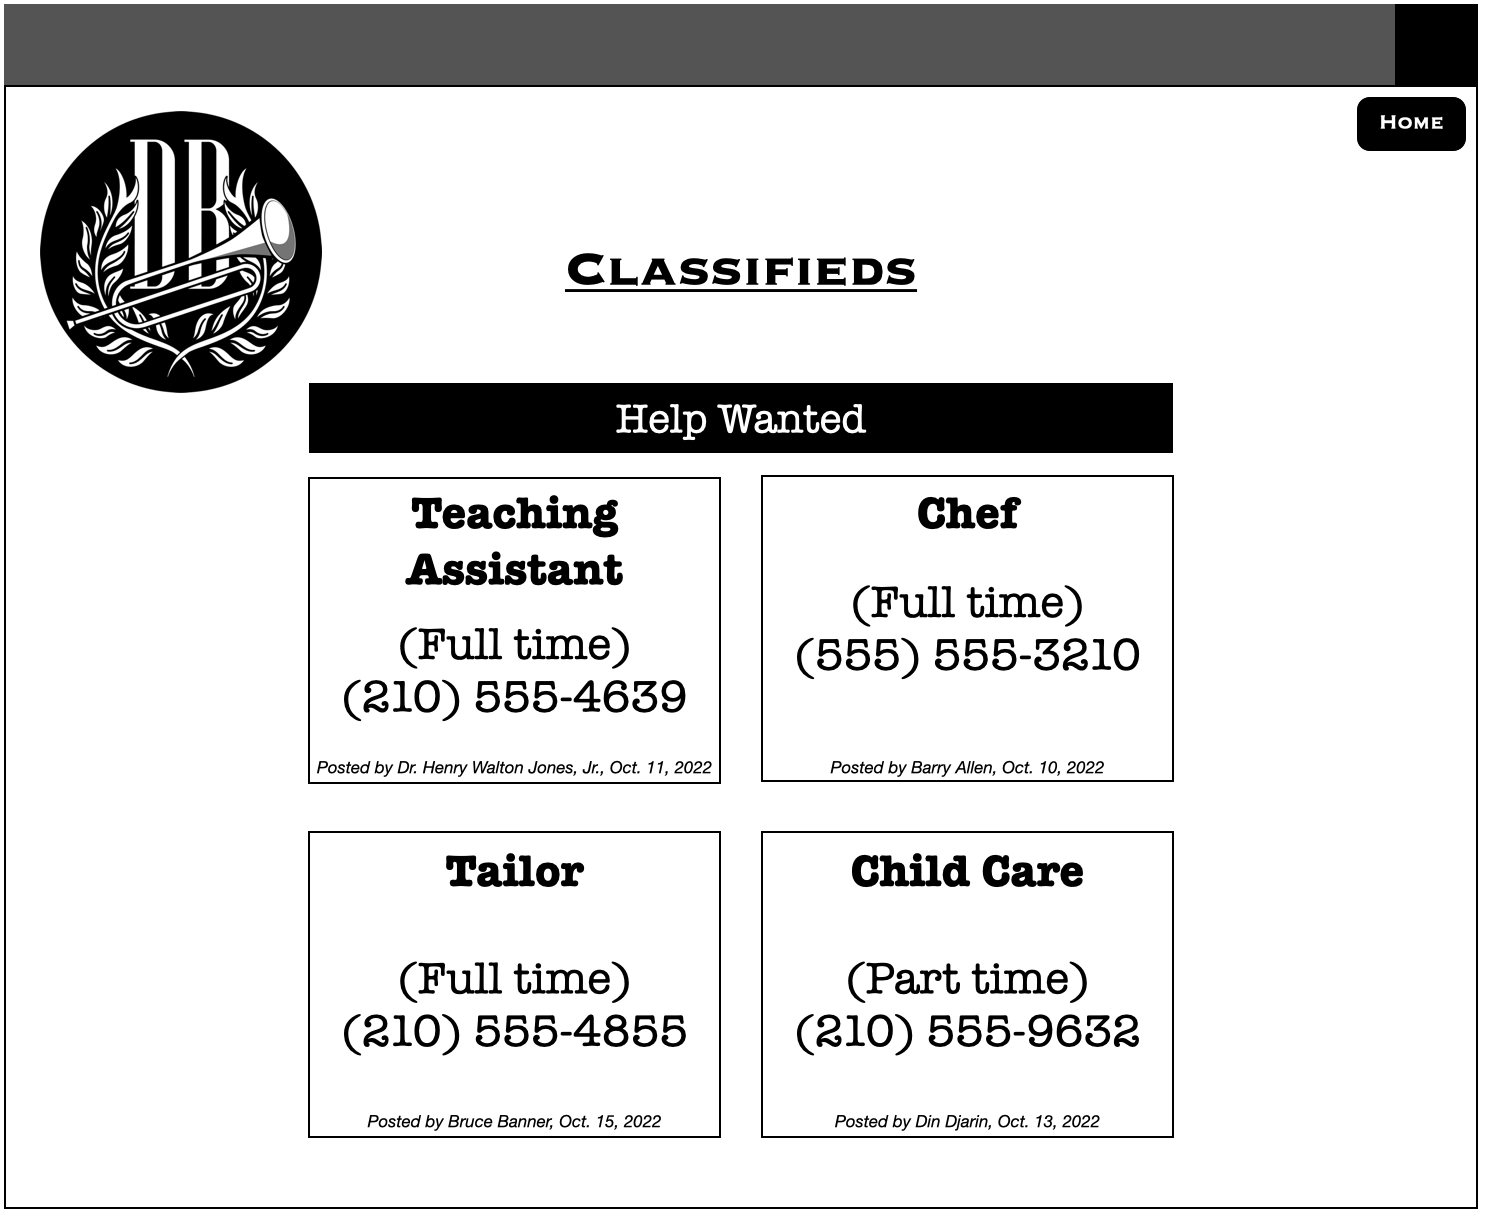 Home
DB
Classifieds
Help Wanted
Teaching
Assistant
(Full time)
(210) 555-4639
Posted by Dr. Henry Walton Jones, Jr., Oct. 11, 2022
Chef
(Full time)
(555) 555-3210
Posted by Barry Allen, Oct. 10, 2022
Tailor
(Full time)
(210) 555-4855
Posted by Bruce Banner, Oct. 15, 2022
Child Care
(Part time)
(210) 555-9632
Posted by Din Djarin, Oct. 13, 2022